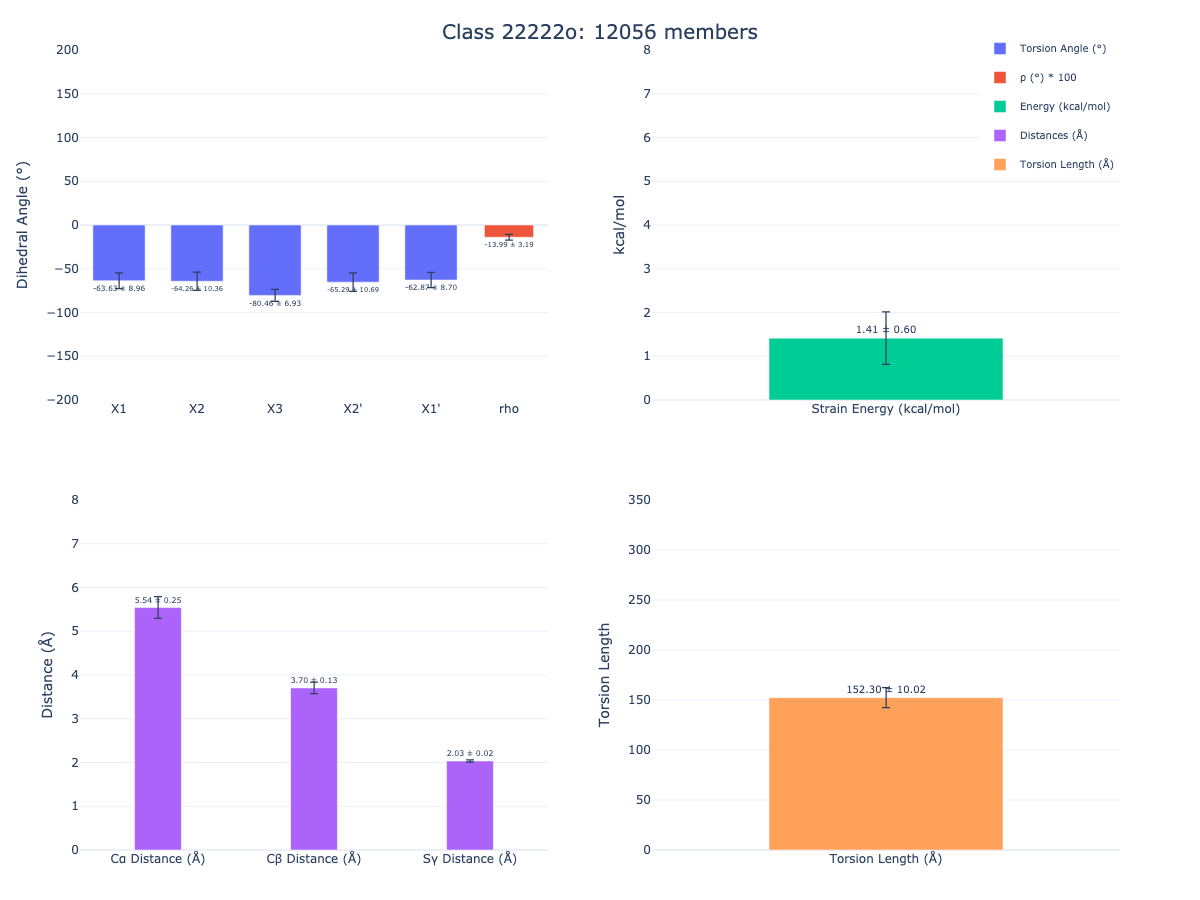 Class 22222o: 12056 members
200
150
100
50
0
−50
−100
−150
−200
Dihedral Angle (°)
-63.63 ± 8.96
-64.26 ± 10.36
-80.46 ± 6.93
-65.29 ± 10.69
-62.87 ± 8.70
-13.99 ± 3.19
X1
X2
X3
X2'
X1'
rho
8
7
6
5
4
3
2
1
0
kcal/mol
1.41 ± 0.60
Strain Energy (kcal/mol)
Torsion Angle (°)
ρ (°) * 100
Energy (kcal/mol)
Distances (Å)
Torsion Length (Å)
8
7
6
5
4
3
2
1
0
Distance (Å)
5.54 ± 0.25
3.70 ± 0.13
2.03 ± 0.02
Cα Distance (Å)
Cβ Distance (Å)
Sγ Distance (Å)
350
300
250
200
150
100
50
0
Torsion Length
152.30 ± 10.02
Torsion Length (Å)